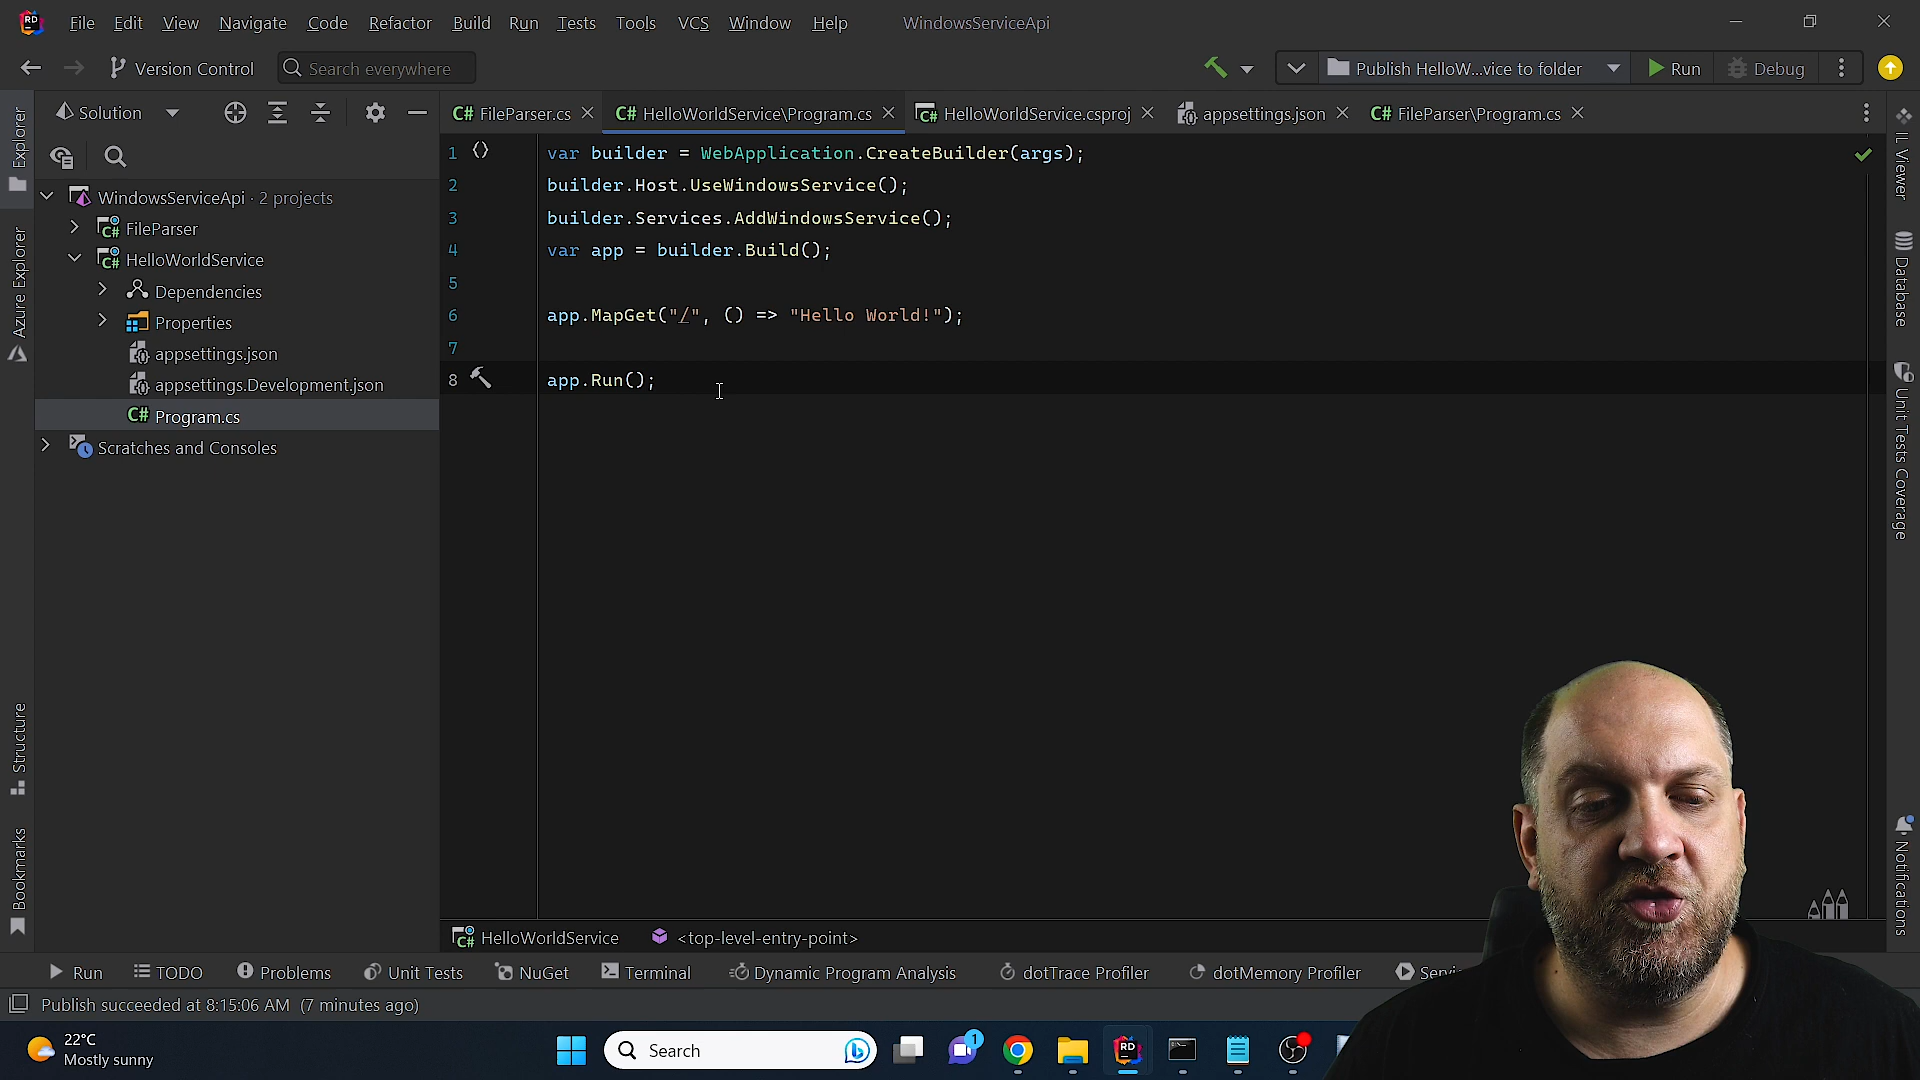 RD File Edit View Navigate Code Refactor Build Run Tests Tools VCS Window Help WindowsServiceApi
Version Control Search everywhere Publish HelloW...vice to folder Run Debug
Solution C# FileParser.cs C# HelloWorldService\Program.cs C# HelloWorldService.csproj appsettings.json C# FileParser\Program.cs
Explorer
Azure Explorer
Structure
Bookmarks
WindowsServiceApi · 2 projects
C# FileParser
C# HelloWorldService
Dependencies
Properties
appsettings.json
appsettings.Development.json
C# Program.cs
Scratches and Consoles
1 var builder = WebApplication.CreateBuilder(args);
2 builder.Host.UseWindowsService();
3 builder.Services.AddWindowsService();
4 var app = builder.Build();
5
6 app.MapGet("/", () => "Hello World!");
7
8 app.Run();
IL Viewer
Database
Unit Tests Coverage
Notifications
C# HelloWorldService <top-level-entry-point>
Run TODO Problems Unit Tests NuGet Terminal Dynamic Program Analysis dotTrace Profiler dotMemory Profiler
Publish succeeded at 8:15:06 AM (7 minutes ago)
22°C
Mostly sunny
Search 1 RD